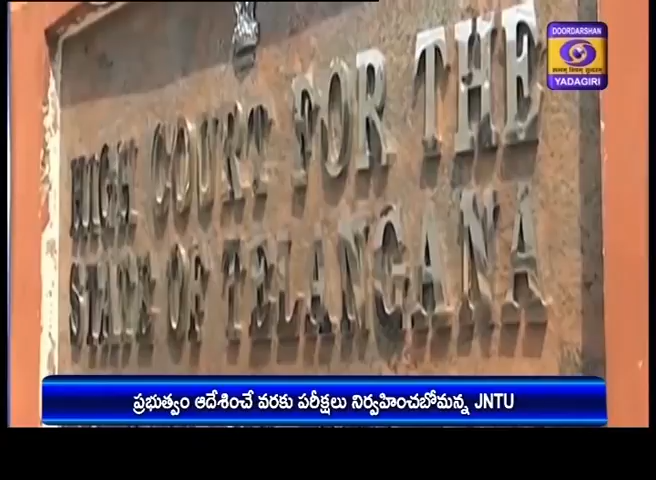 DOORDARSHAN
YADAGIRI
HIGH COURT FOR THE
STATE OF TELANGANA
ప్రభుత్వం ఆదేశించే వరకు పరీక్షలు నిర్వహించబోమన్న JNTU